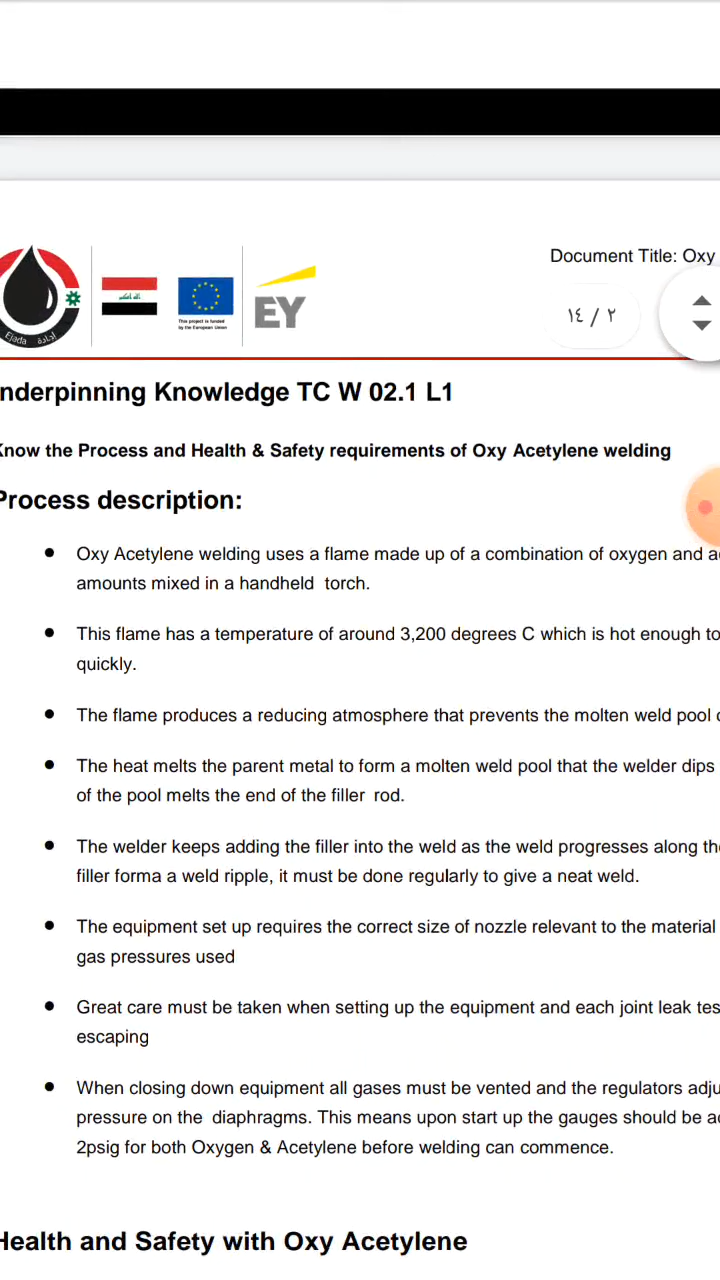 Document Title: Oxy
Ejada إجادة
الله أكبر
This project is funded
by the European Union
EY
١٤ / ٢
nderpinning Knowledge TC W 02.1 L1
Know the Process and Health & Safety requirements of Oxy Acetylene welding
Process description:
Oxy Acetylene welding uses a flame made up of a combination of oxygen and a
amounts mixed in a handheld torch.
This flame has a temperature of around 3,200 degrees C which is hot enough to
quickly.
The flame produces a reducing atmosphere that prevents the molten weld pool
The heat melts the parent metal to form a molten weld pool that the welder dips
of the pool melts the end of the filler rod.
The welder keeps adding the filler into the weld as the weld progresses along the
filler forma a weld ripple, it must be done regularly to give a neat weld.
The equipment set up requires the correct size of nozzle relevant to the material
gas pressures used
Great care must be taken when setting up the equipment and each joint leak tes
escaping
When closing down equipment all gases must be vented and the regulators adju
pressure on the diaphragms. This means upon start up the gauges should be a
2psig for both Oxygen & Acetylene before welding can commence.
Health and Safety with Oxy Acetylene